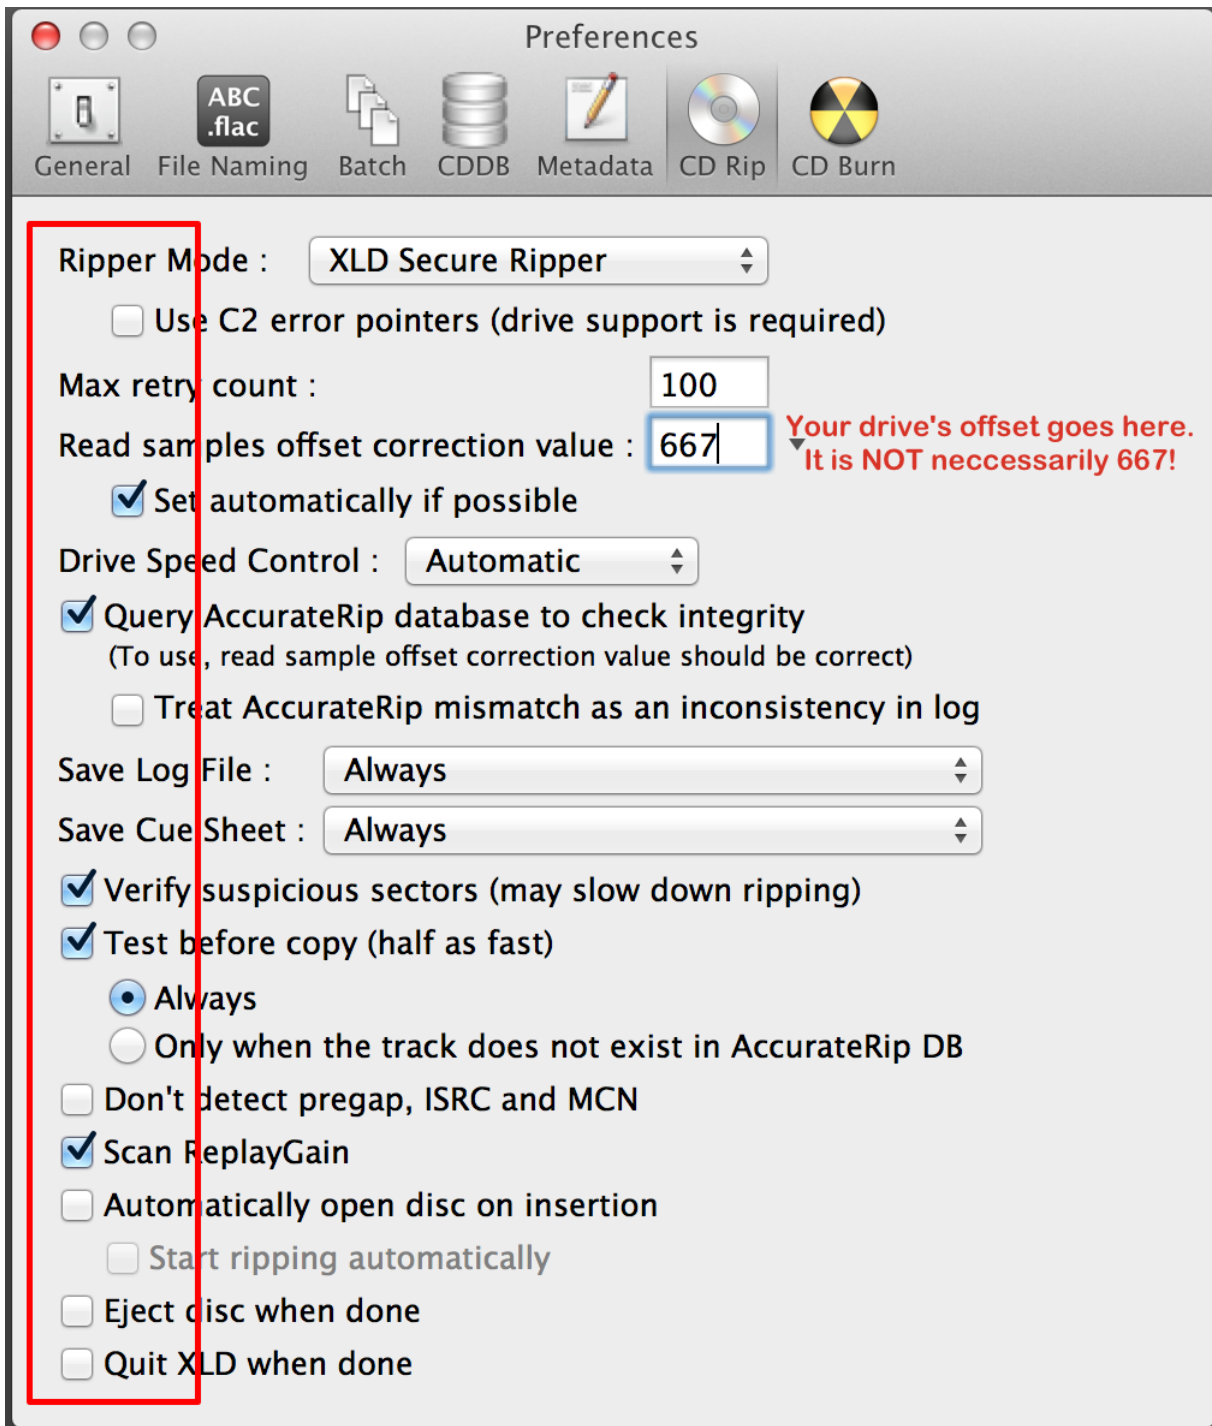 Preferences
ABC
.flac
General File Naming Batch CDDB Metadata CD Rip CD Burn
Ripper Mode : XLD Secure Ripper
Use C2 error pointers (drive support is required)
Max retry count : 100
Read samples offset correction value : 667
Your drive's offset goes here.
It is NOT neccessarily 667!
Set automatically if possible
Drive Speed Control : Automatic
Query AccurateRip database to check integrity
(To use, read sample offset correction value should be correct)
Treat AccurateRip mismatch as an inconsistency in log
Save Log File : Always
Save Cue Sheet : Always
Verify suspicious sectors (may slow down ripping)
Test before copy (half as fast)
Always
Only when the track does not exist in AccurateRip DB
Don't detect pregap, ISRC and MCN
Scan ReplayGain
Automatically open disc on insertion
Start ripping automatically
Eject disc when done
Quit XLD when done